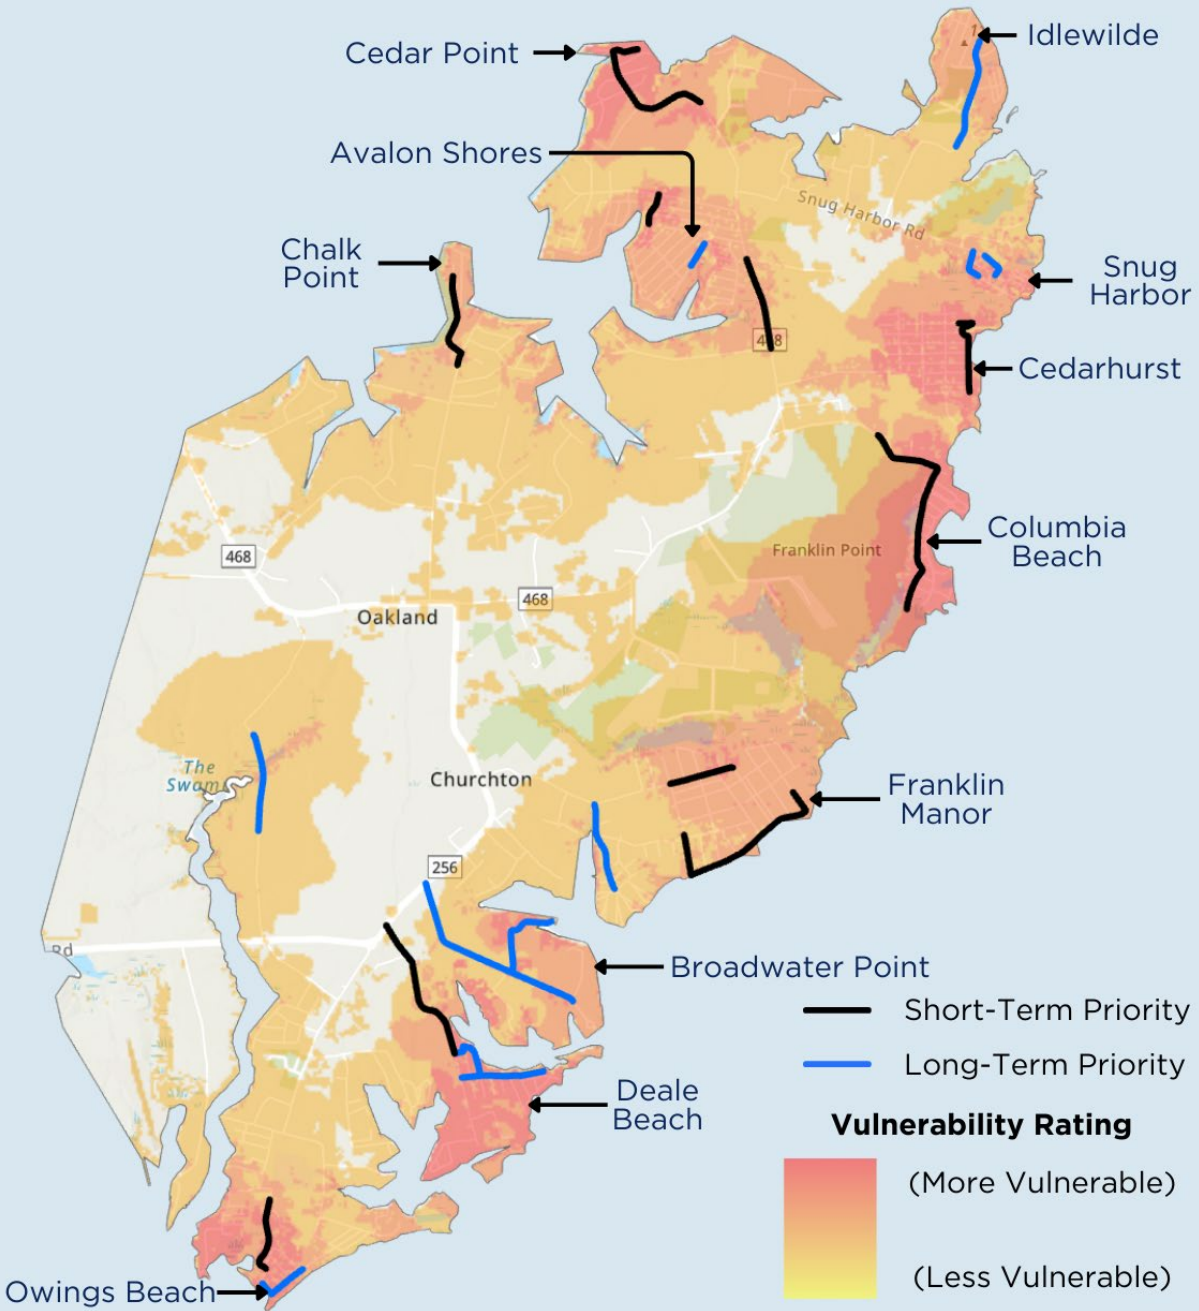 Idlewilde
Cedar Point
Avalon Shores
Snug Harbor Rd
Chalk
Point
Snug
Harbor
468
Cedarhurst
Columbia
Beach
Franklin Point
468
468
Oakland
The
Swamp
Churchton
Franklin
Manor
256
Rd
Broadwater Point
Short-Term Priority
Long-Term Priority
Deale
Beach
Vulnerability Rating
(More Vulnerable)
(Less Vulnerable)
Owings Beach